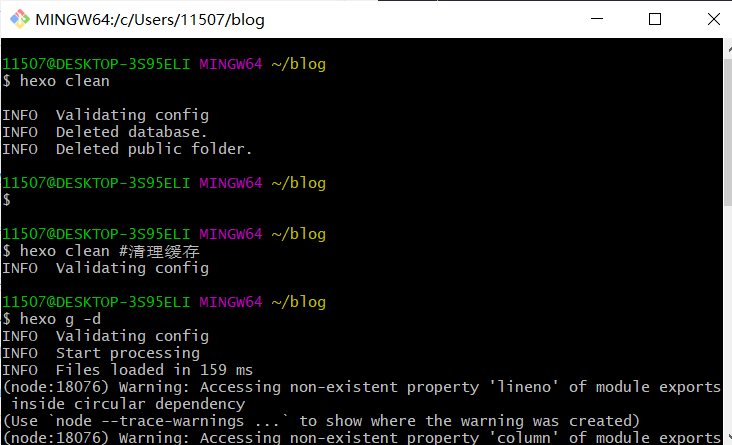 MINGW64:/c/Users/11507/blog
11507@DESKTOP-3S95ELI MINGW64 ~/blog
$ hexo clean
INFO  Validating config
INFO  Deleted database.
INFO  Deleted public folder.
11507@DESKTOP-3S95ELI MINGW64 ~/blog
$
11507@DESKTOP-3S95ELI MINGW64 ~/blog
$ hexo clean #清理缓存
INFO  Validating config
11507@DESKTOP-3S95ELI MINGW64 ~/blog
$ hexo g -d
INFO  Validating config
INFO  Start processing
INFO  Files loaded in 159 ms
(node:18076) Warning: Accessing non-existent property 'lineno' of module exports
 inside circular dependency
(Use `node --trace-warnings ...` to show where the warning was created)
(node:18076) Warning: Accessing non-existent property 'column' of module exports